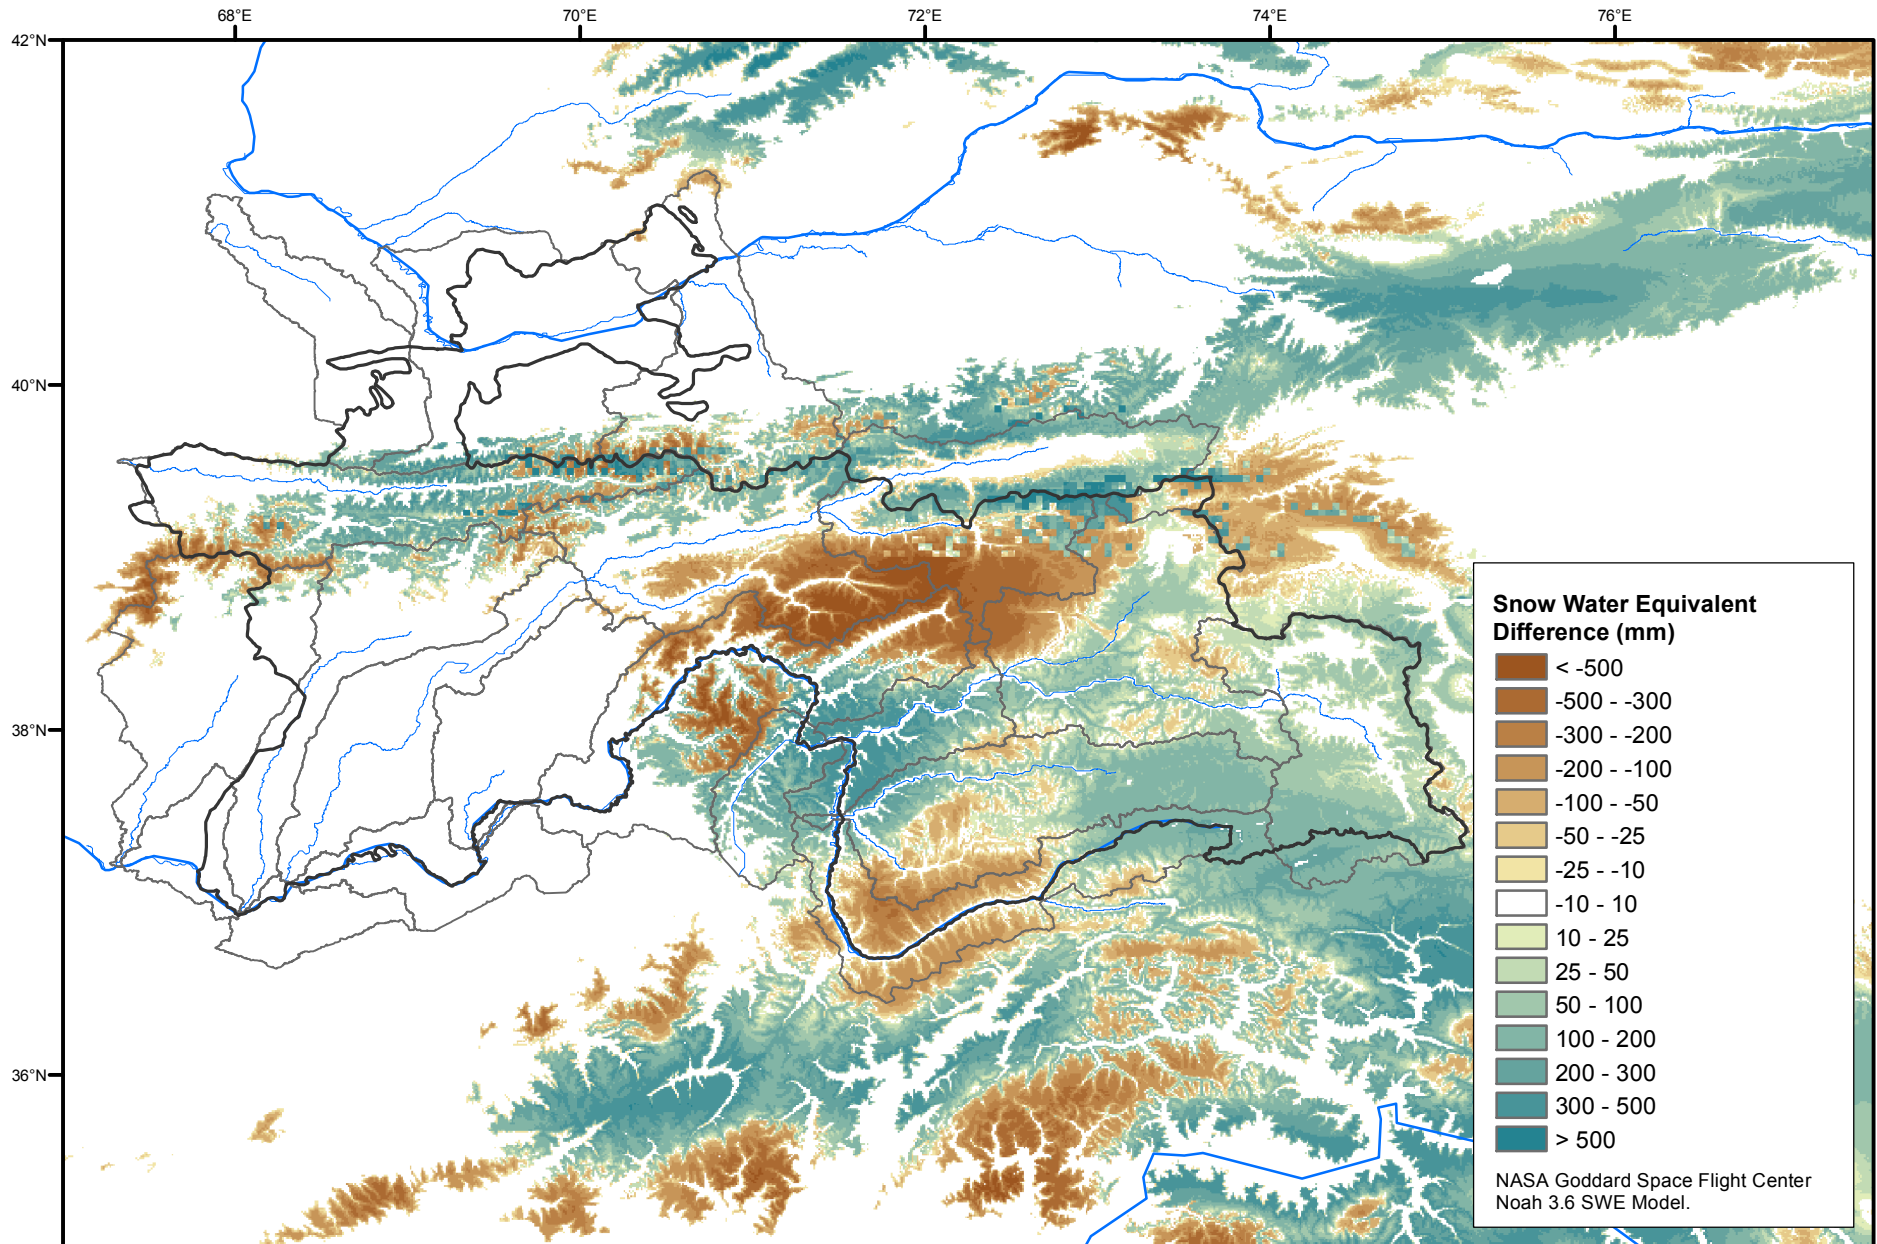 68°E 70°E 72°E 74°E 76°E
42°N
40°N
38°N
36°N
Snow Water Equivalent
Difference (mm)
< -500
-500 - -300
-300 - -200
-200 - -100
-100 - -50
-50 - -25
-25 - -10
-10 - 10
10 - 25
25 - 50
50 - 100
100 - 200
200 - 300
300 - 500
> 500
NASA Goddard Space Flight Center
Noah 3.6 SWE Model.